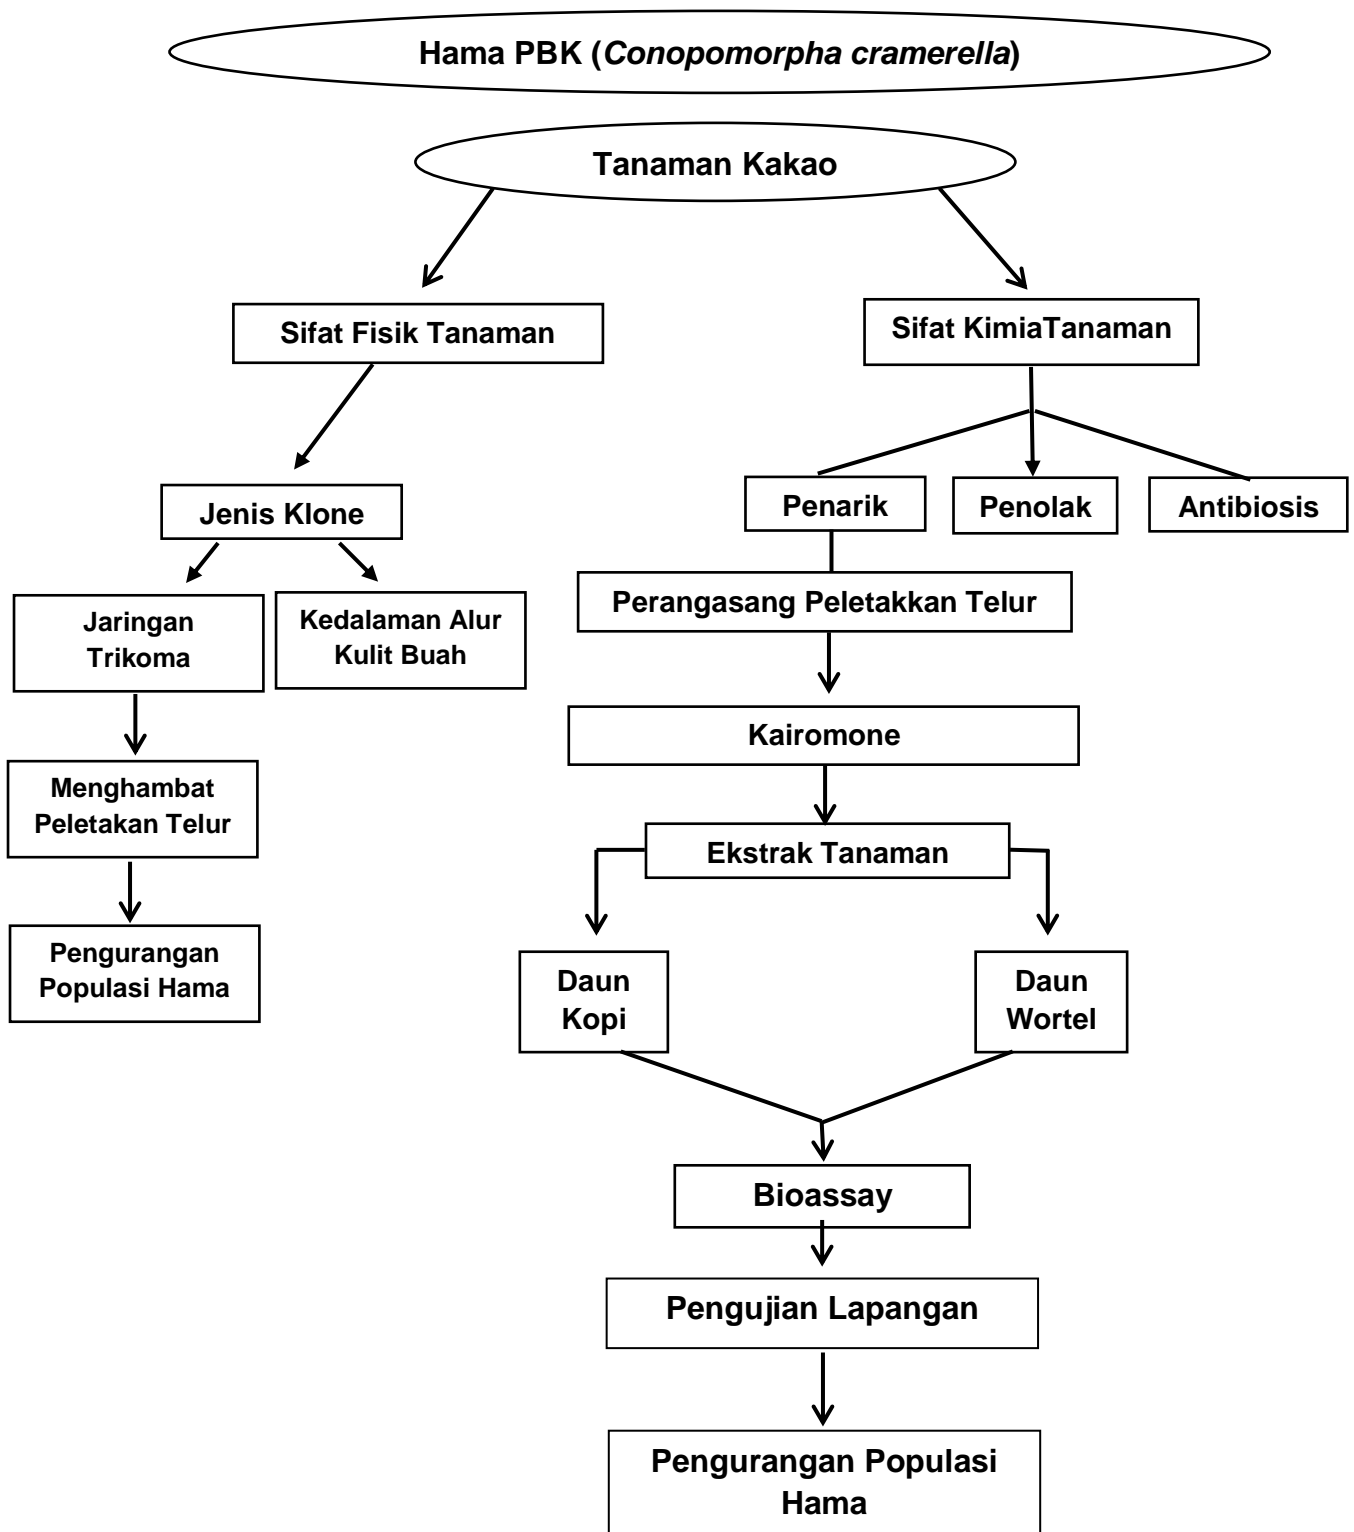 Hama PBK (Conopomorpha cramerella)
Tanaman Kakao
Sifat Fisik Tanaman
Sifat KimiaTanaman
Jenis Klone
Penarik
Penolak
Antibiosis
Jaringan
Trikoma
Kedalaman Alur
Kulit Buah
Perangasang Peletakkan Telur
Menghambat
Peletakan Telur
Kairomone
Ekstrak Tanaman
Pengurangan
Populasi Hama
Daun
Kopi
Daun
Wortel
Bioassay
Pengujian Lapangan
Pengurangan Populasi
Hama